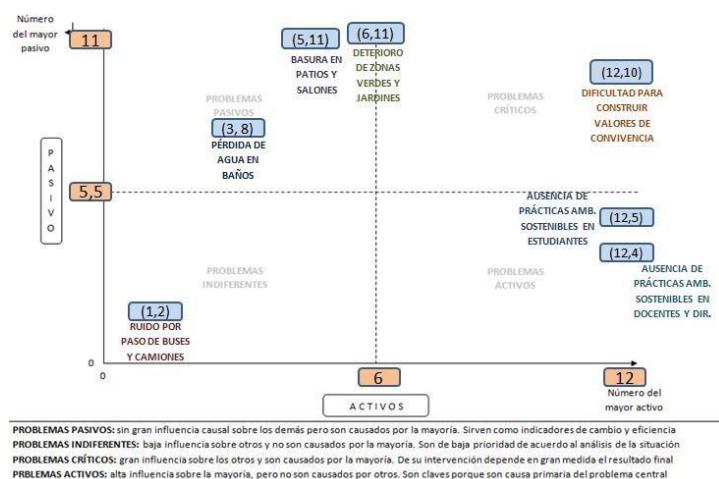 Número
del mayor
pasivo
11
(5,11)
BASURA EN
PATIOS Y
SALONES
(6,11)
DETERIORO
DE ZONAS
VERDES Y
JARDINES
(12,10)
DIFICULTAD PARA
CONSTRUIR
VALORES DE
CONVIVENCIA
PROBLEMAS
PASIVOS
PROBLEMAS
CRÍTICOS
(3, 8)
PÉRDIDA DE
AGUA EN
BAÑOS
PASIVO
5,5
AUSENCIA DE
PRÁCTICAS AMB.
SOSTENIBLES EN
ESTUDIANTES
(12,5)
(12,4)
AUSENCIA DE
PRÁCTICAS AMB.
SOSTENIBLES EN
DOCENTES Y DIR.
PROBLEMAS
INDIFERENTES
PROBLEMAS
ACTIVOS
(1,2)
RUIDO POR
PASO DE BUSES
Y CAMIONES
0
0
6
12
ACTIVOS
Número del
mayor activo
PROBLEMAS PASIVOS: sin gran influencia causal sobre los demás pero son causados por la mayoría. Sirven como indicadores de cambio y eficiencia
PROBLEMAS INDIFERENTES: baja influencia sobre otros y no son causados por la mayoría. Son de baja prioridad de acuerdo al análisis de la situación
PROBLEMAS CRÍTICOS: gran influencia sobre los otros y son causados por la mayoría. De su intervención depende en gran medida el resultado final
PRBLEMAS ACTIVOS: alta influencia sobre la mayoría, pero no son causados por otros. Son claves porque son causa primaria del problema central